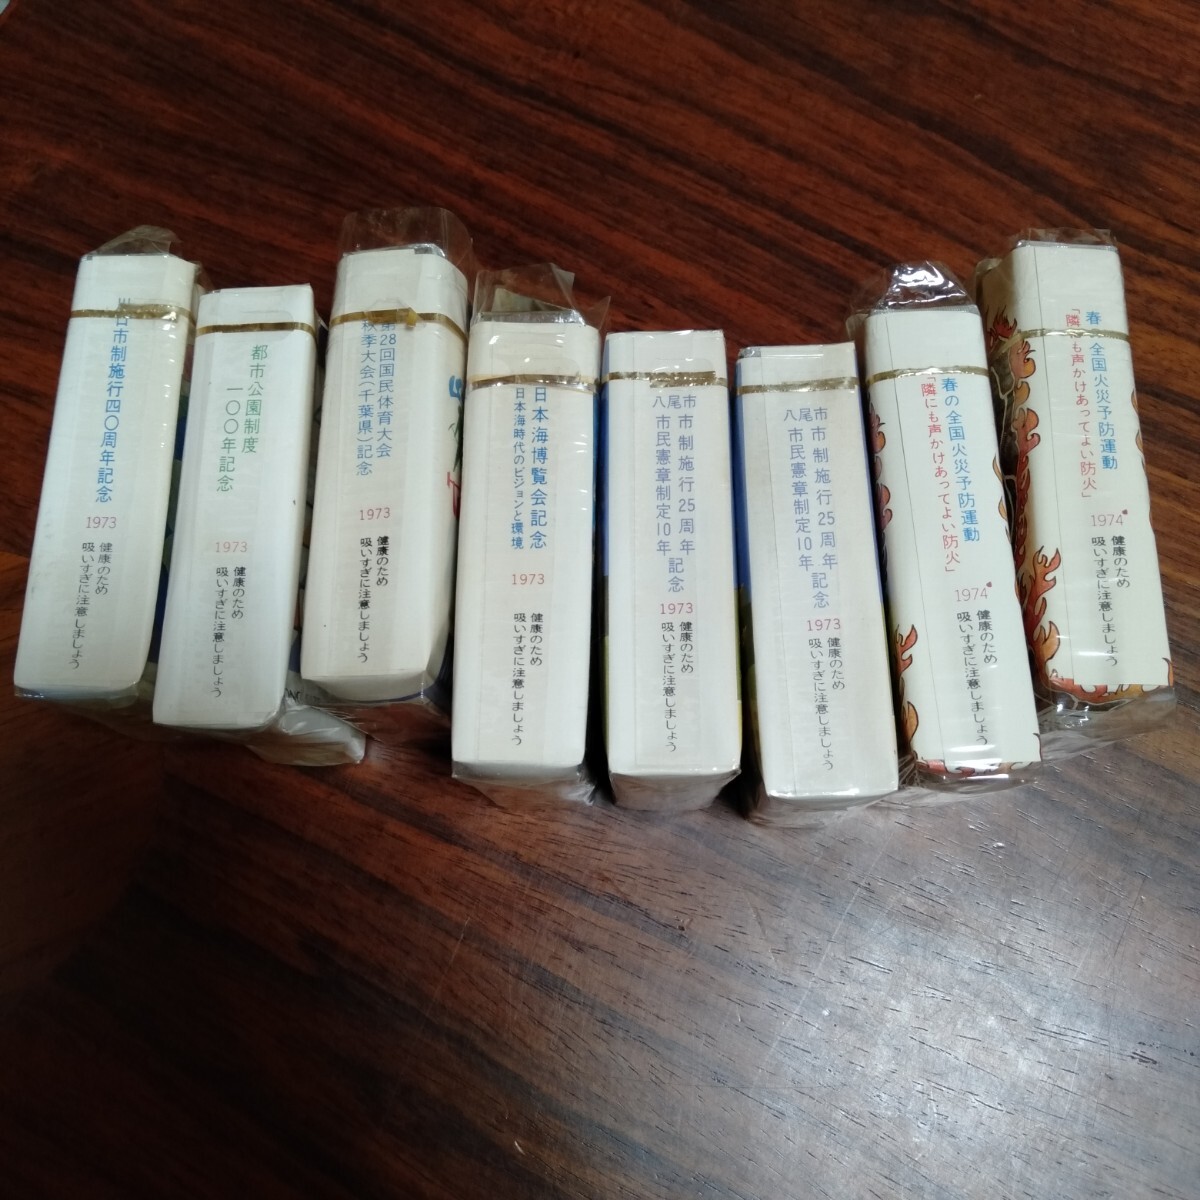 市制施行四〇周年記念
1973
健康のため
吸いすぎに注意しましょう
都市公園制度
一〇〇年記念
1973
健康のため
吸いすぎに注意しましょう
第28回国民体育大会
秋季大会(千葉県)記念
1973
健康のため
吸いすぎに注意しましょう
日本海博覧会記念
日本海時代のビジョンと環境
1973
健康のため
吸いすぎに注意しましょう
八尾市
市制施行25周年
市民憲章制定10年
記念
1973
健康のため
吸いすぎに注意しましょう
八尾市
市制施行25周年
市民憲章制定10年
記念
1973
健康のため
吸いすぎに注意しましょう
春の全国火災予防運動
「隣にも声かけあってよい防火」
1974
健康のため
吸いすぎに注意しましょう
春の全国火災予防運動
「隣にも声かけあってよい防火」
1974
健康のため
吸いすぎに注意しましょう